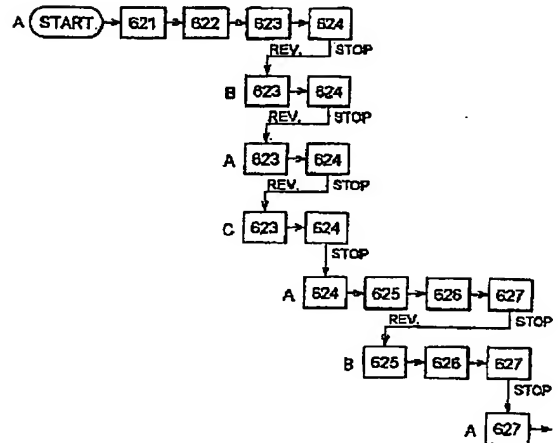 A START. 621 622 623 624
REV. STOP
B 623 624
REV. STOP
A 623 624
REV. STOP
C 623 624
STOP
A 624 625 626 627
REV. STOP
B 625 626 627
STOP
A 627